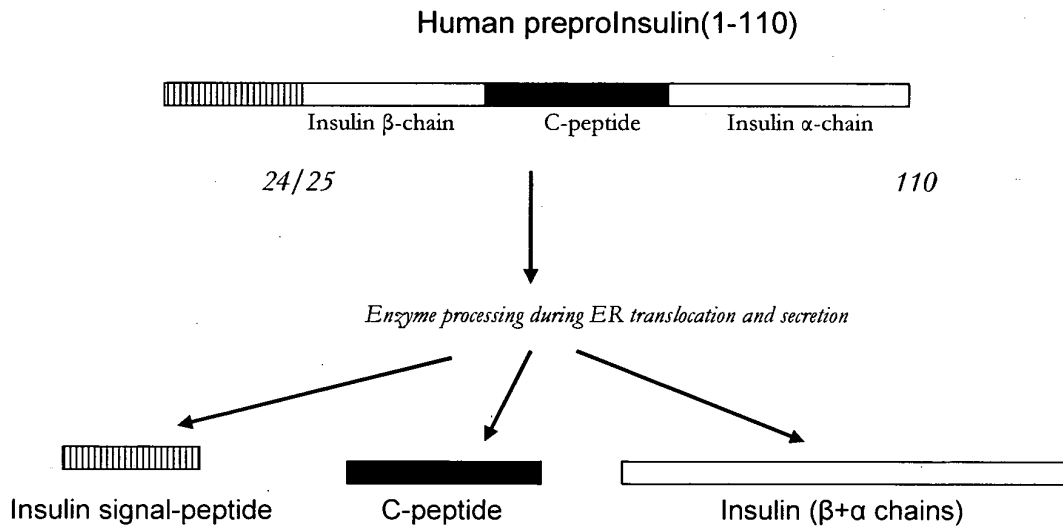 Human preproInsulin(1-110)
Insulin β-chain C-peptide Insulin α-chain
24/25 110
Enzyme processing during ER translocation and secretion
Insulin signal-peptide C-peptide Insulin (β+α chains)